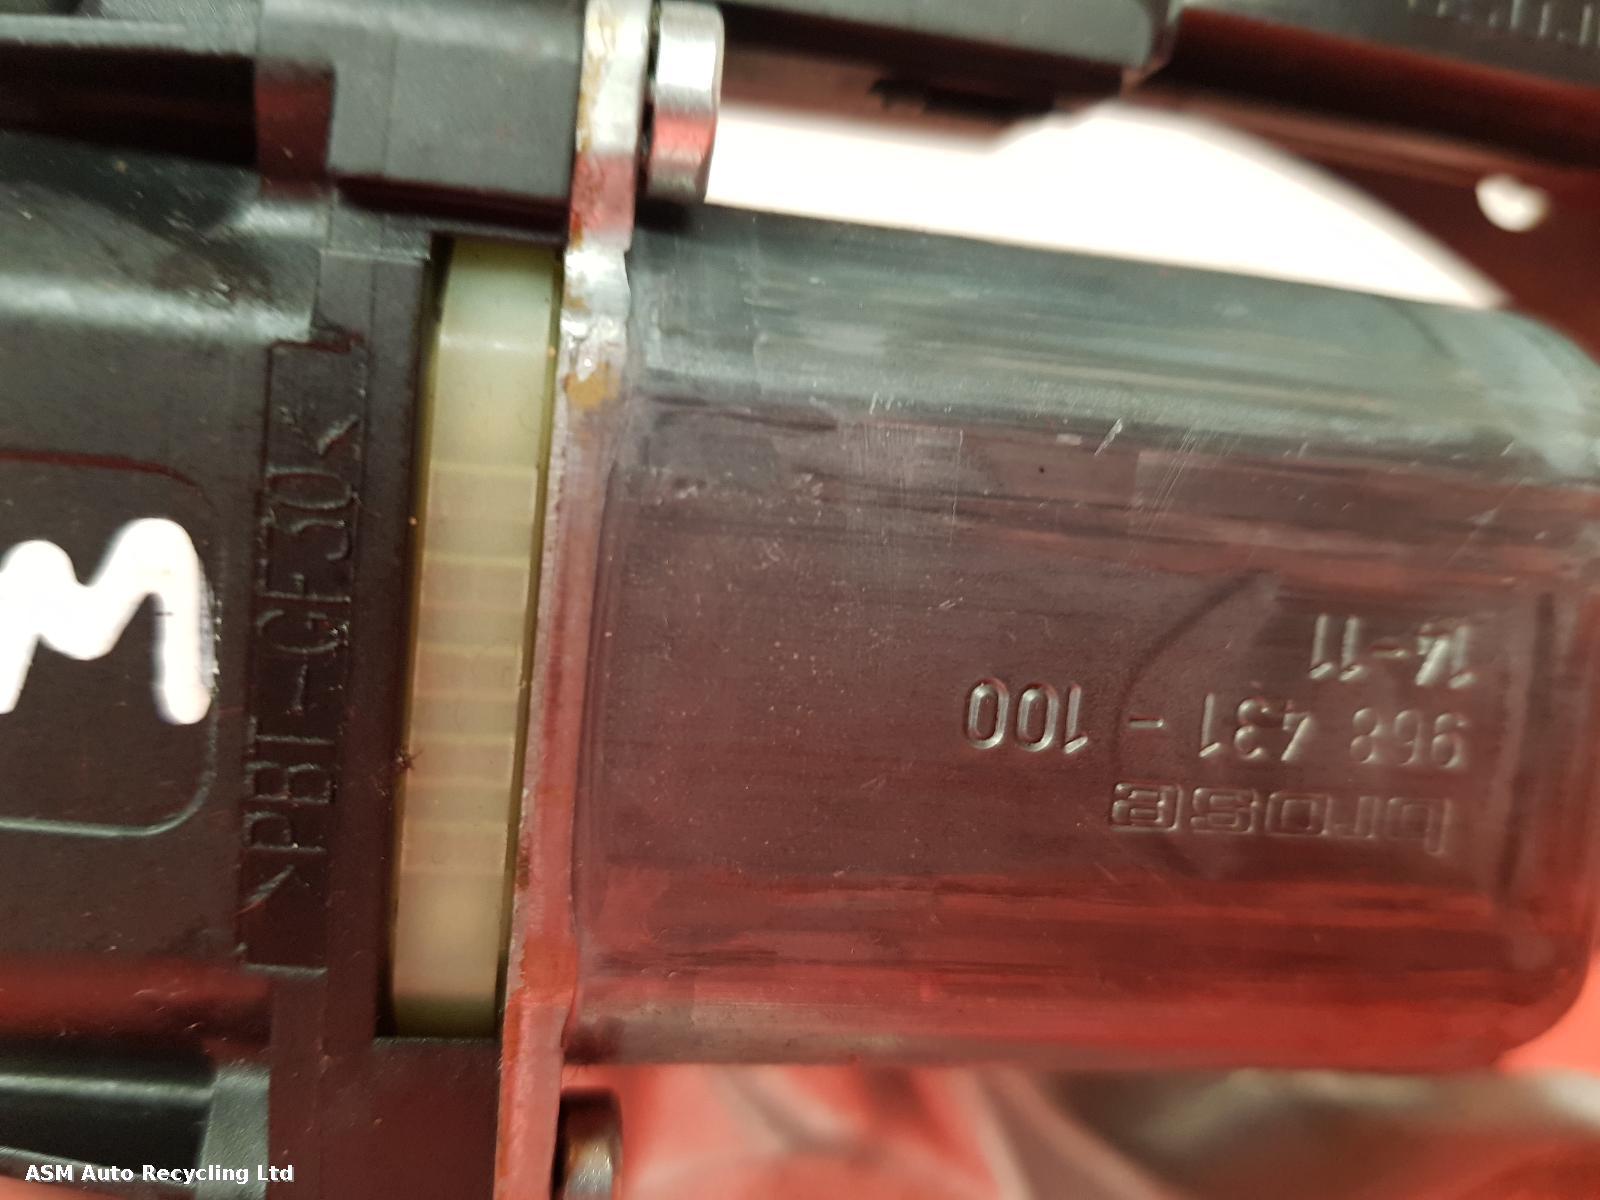 brose
968 431 - 100
14-11
>PBT-GF30<
M
ASM Auto Recycling Ltd